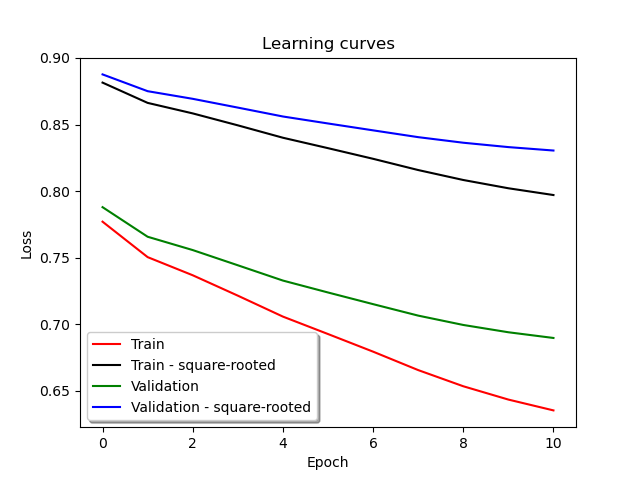 Learning curves
0.90
0.85
0.80
0.75
0.70
0.65
Loss
Train
Train - square-rooted
Validation
Validation - square-rooted
0 2 4 6 8 10
Epoch